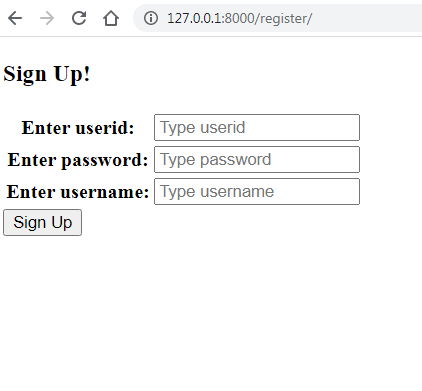 127.0.0.1:8000/register/
Sign Up!
Enter userid: Type userid
Enter password: Type password
Enter username: Type username
Sign Up